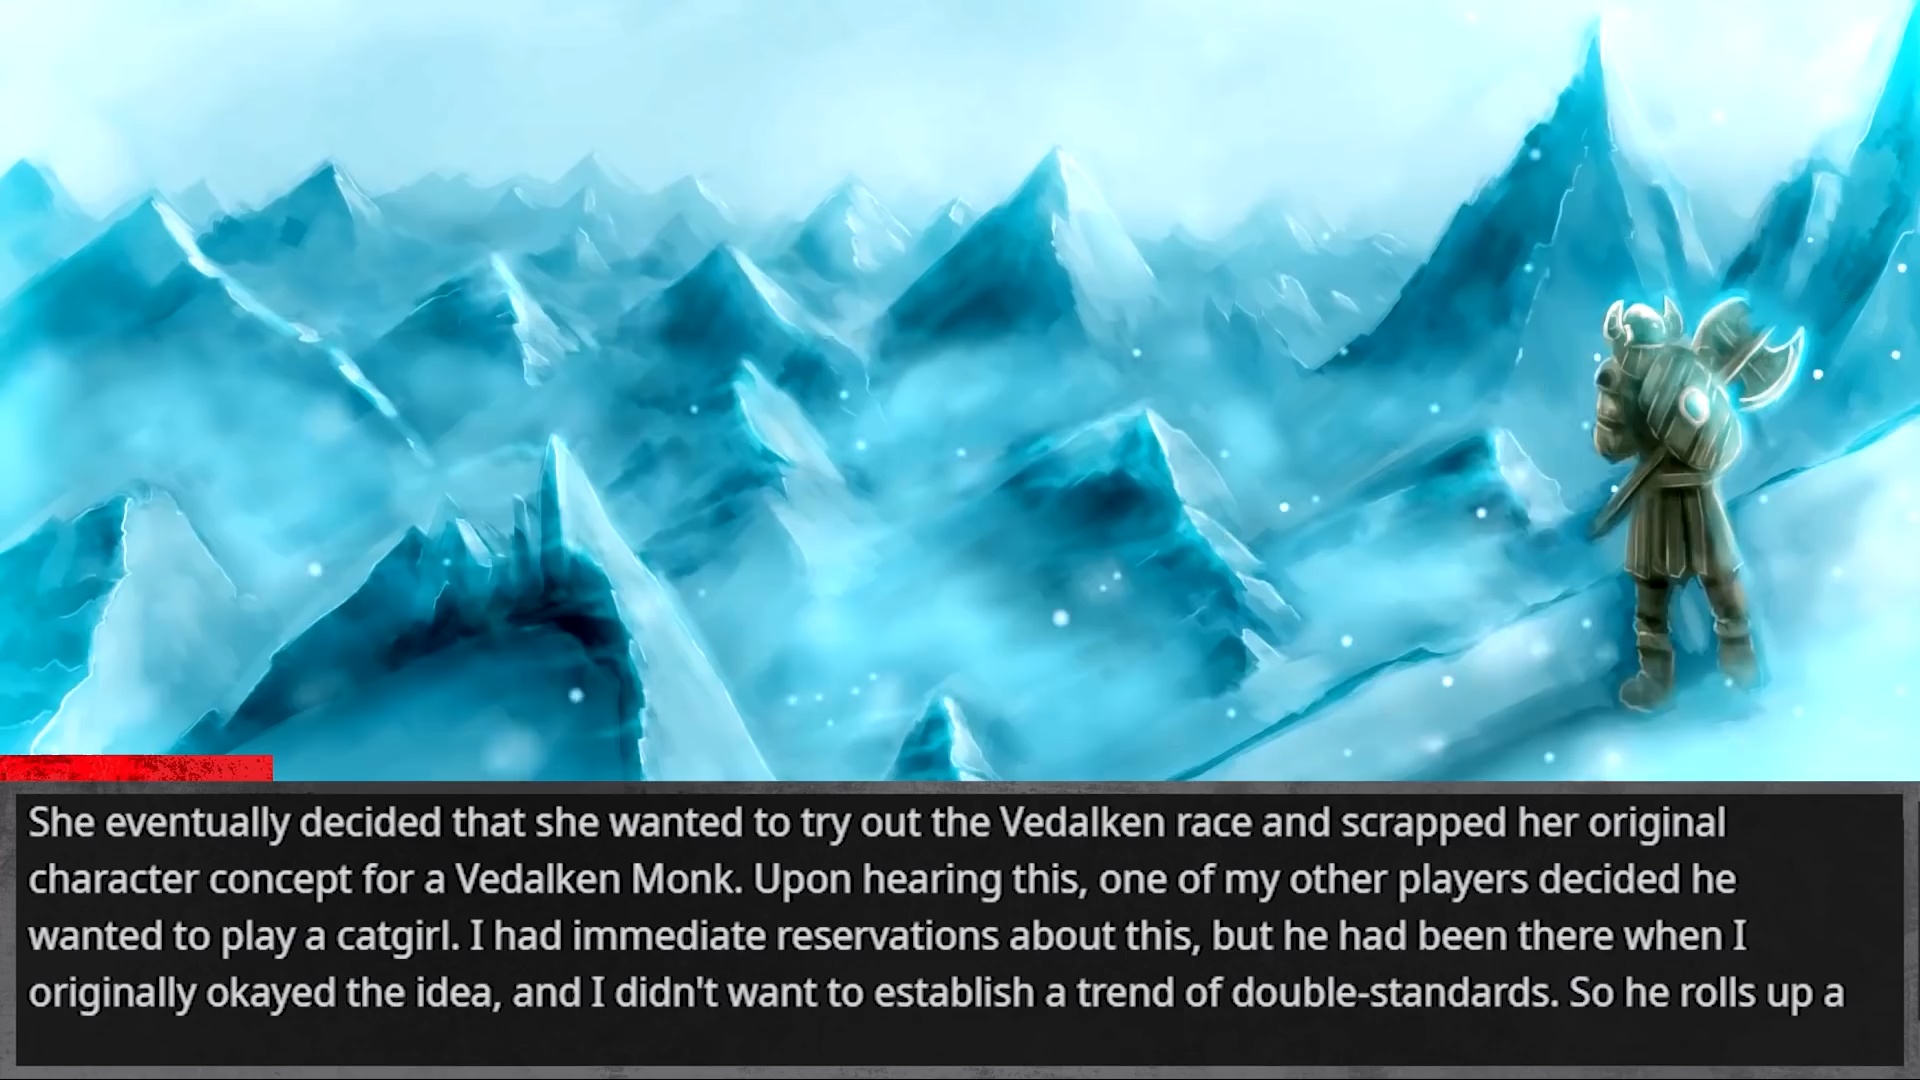 She eventually decided that she wanted to try out the Vedalken race and scrapped her original
character concept for a Vedalken Monk. Upon hearing this, one of my other players decided he
wanted to play a catgirl. I had immediate reservations about this, but he had been there when I
originally okayed the idea, and I didn't want to establish a trend of double-standards. So he rolls up a